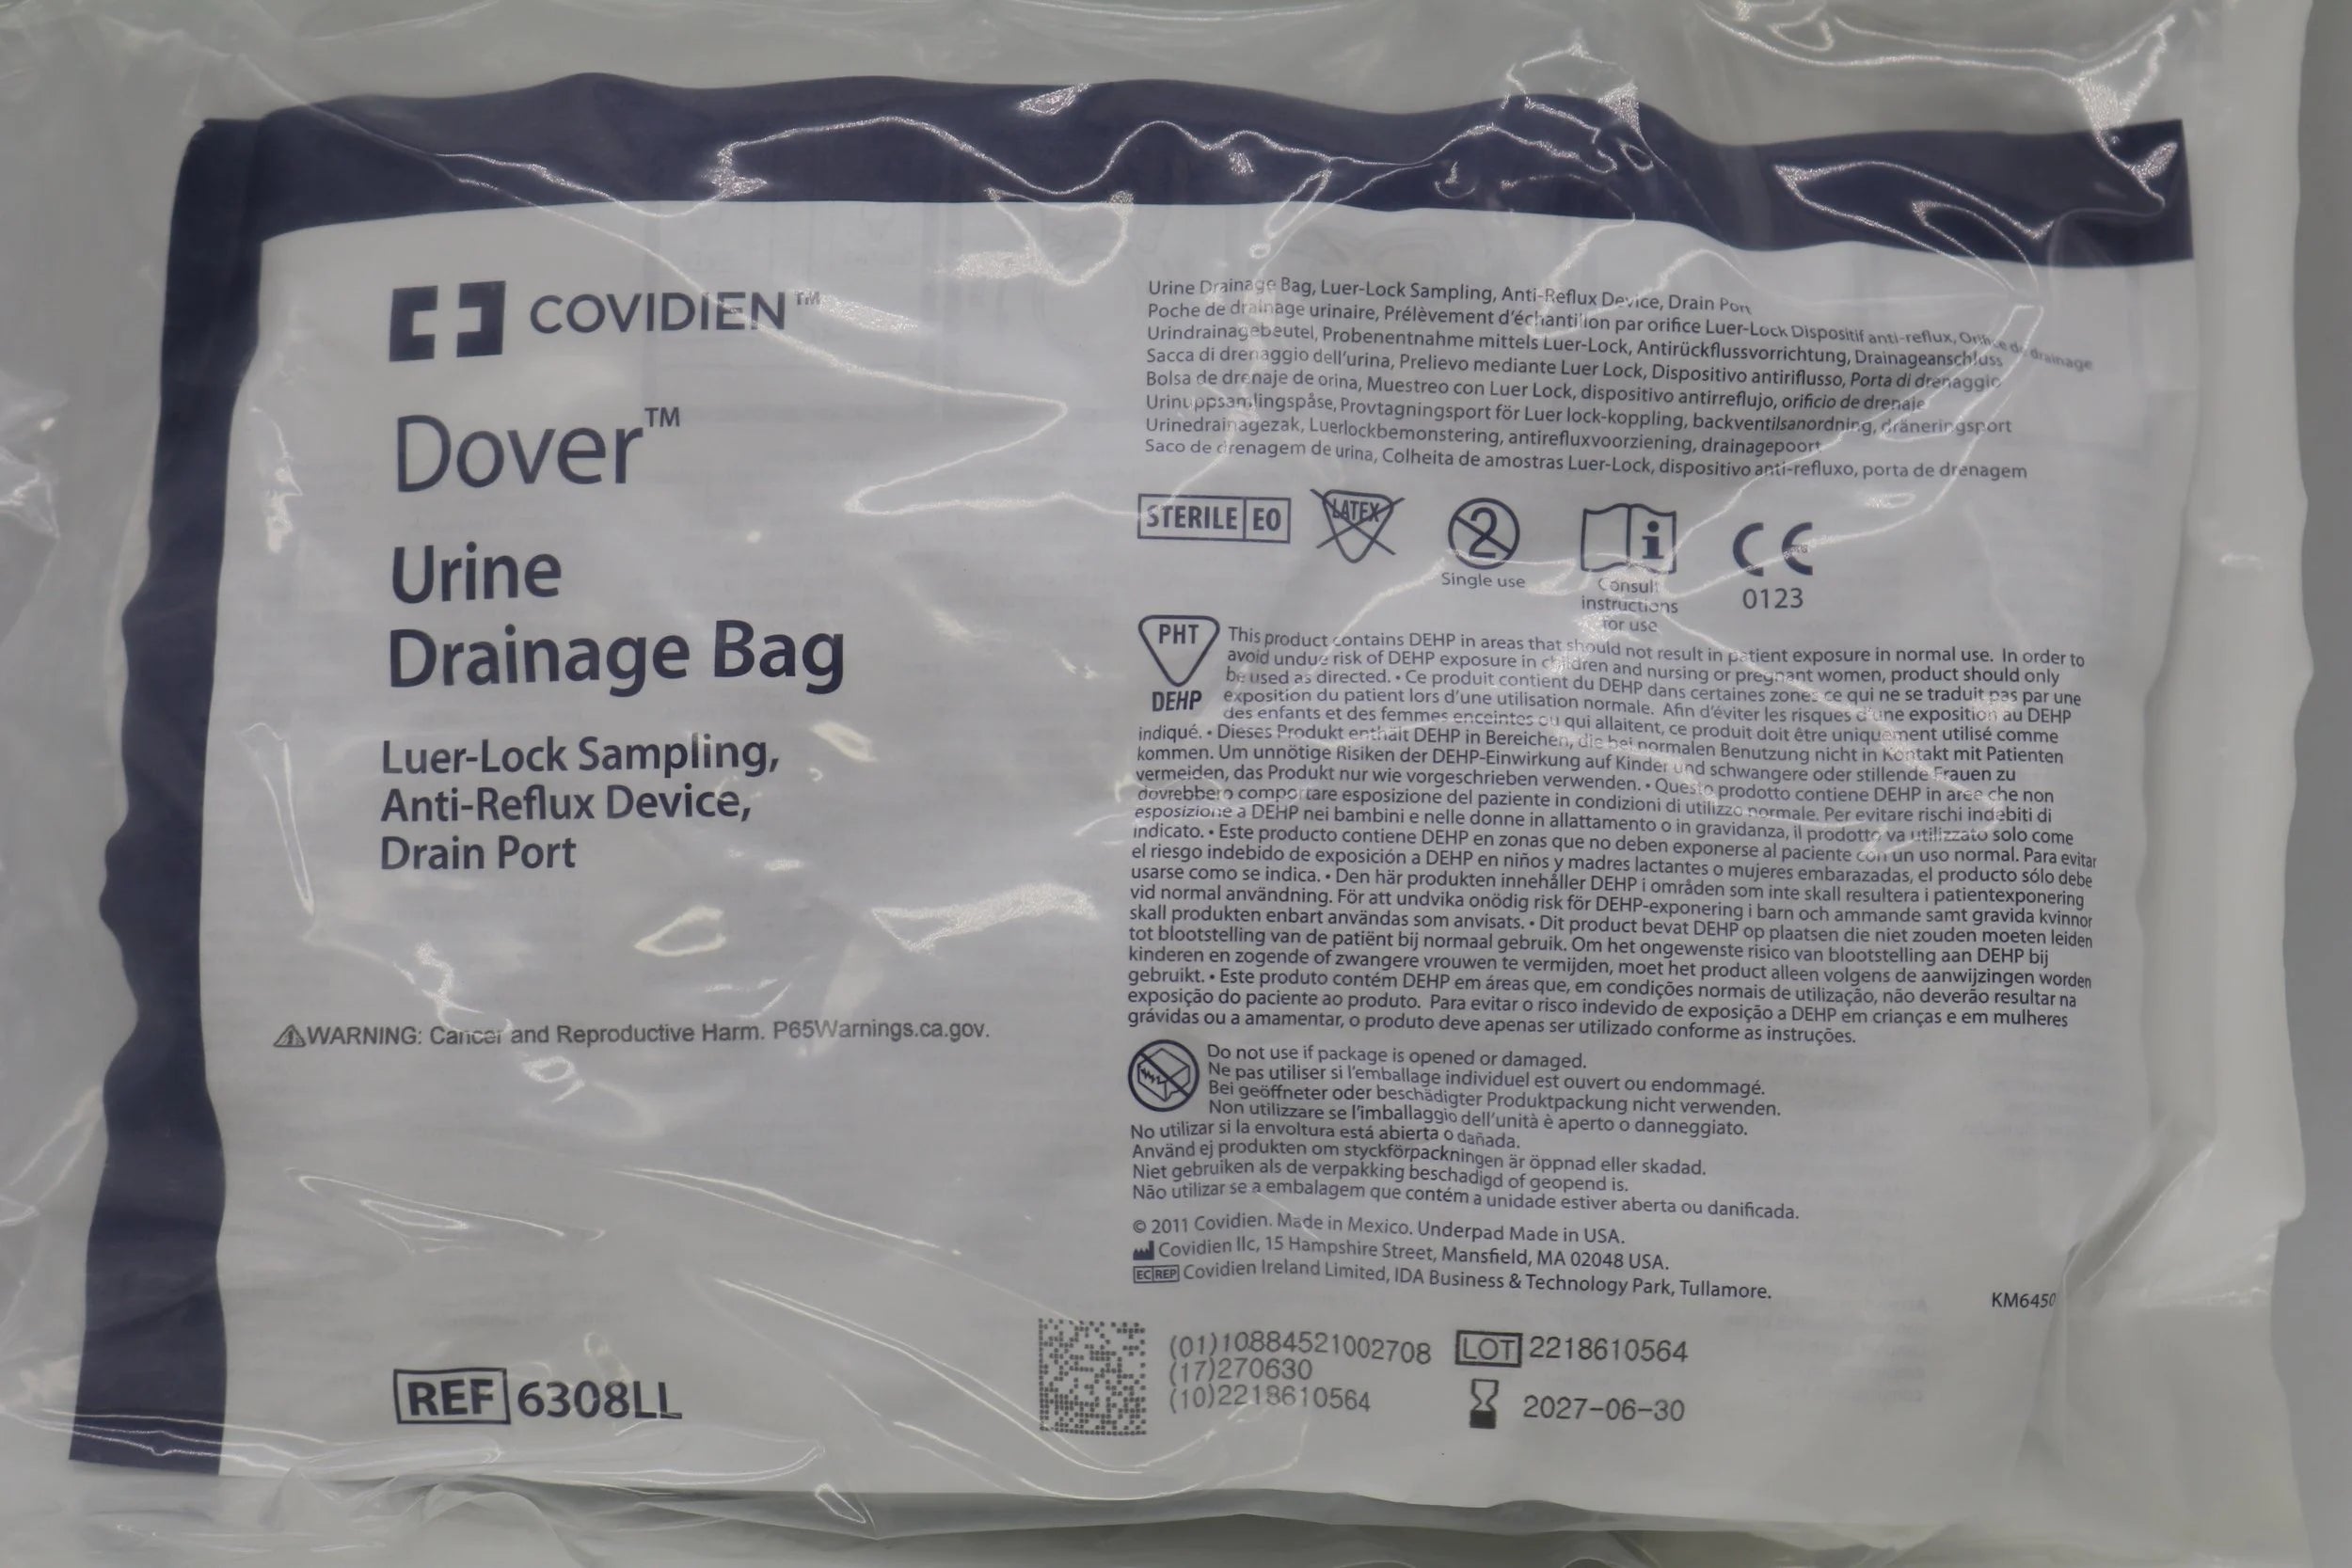 COVIDIEN™
Dover™
Urine
Drainage Bag
Luer-Lock Sampling,
Anti-Reflux Device,
Drain Port
⚠WARNING: Cancer and Reproductive Harm. P65Warnings.ca.gov.
REF 6308LL
Urine Drainage Bag, Luer-Lock Sampling, Anti-Reflux Device, Drain Port
Poche de drainage urinaire, Prélèvement d'échantillon par orifice Luer-Lock Dispositif anti-reflux, Orifice de drainage
Urindrainagebeutel, Probenentnahme mittels Luer-Lock, Antirückflussvorrichtung, Drainageanschluss
Sacca di drenaggio dell'urina, Prelievo mediante Luer Lock, Dispositivo antiriflusso, Porta di drenaggio
Bolsa de drenaje de orina, Muestreo con Luer Lock, dispositivo antirreflujo, orificio de drenaje
Urinuppsamlingspåse, Provtagningsport för Luer lock-koppling, backventilsanordning, dräneringsport
Urinedrainagezak, Luerlockbemonstering, antirefluxvoorziening, drainagepoort
Saco de drenagem de urina, Colheita de amostras Luer-Lock, dispositivo anti-refluxo, porta de drenagem
STERILE EO LATEX 2 i CE
Single use
Consult
instructions
for use
0123
PHT
DEHP
This product contains DEHP in areas that should not result in patient exposure in normal use. In order to
avoid undue risk of DEHP exposure in children and nursing or pregnant women, product should only
be used as directed. • Ce produit contient du DEHP dans certaines zones ce qui ne se traduit pas par une
exposition du patient lors d'une utilisation normale. Afin d'éviter les risques d'une exposition au DEHP
des enfants et des femmes enceintes ou qui allaitent, ce produit doit être uniquement utilisé comme
indiqué. • Dieses Produkt enthält DEHP in Bereichen, die bei normalen Benutzung nicht in Kontakt mit Patienten
kommen. Um unnötige Risiken der DEHP-Einwirkung auf Kinder und schwangere oder stillende Frauen zu
vermeiden, das Produkt nur wie vorgeschrieben verwenden. • Questo prodotto contiene DEHP in aree che non
dovrebbero comportare esposizione del paziente in condizioni di utilizzo normale. Per evitare rischi indebiti di
esposizione a DEHP nei bambini e nelle donne in allattamento o in gravidanza, il prodotto va utilizzato solo come
indicato. • Este producto contiene DEHP en zonas que no deben exponerse al paciente con un uso normal. Para evitar
el riesgo indebido de exposición a DEHP en niños y madres lactantes o mujeres embarazadas, el producto sólo debe
usarse como se indica. • Den här produkten innehåller DEHP i områden som inte skall resultera i patientexponering
vid normal användning. För att undvika onödig risk för DEHP-exponering i barn och ammande samt gravida kvinnor
skall produkten enbart användas som anvisats. • Dit product bevat DEHP op plaatsen die niet zouden moeten leiden
tot blootstelling van de patiënt bij normaal gebruik. Om het ongewenste risico van blootstelling aan DEHP bij
kinderen en zogende of zwangere vrouwen te vermijden, moet het product alleen volgens de aanwijzingen worden
gebruikt. • Este produto contém DEHP em áreas que, em condições normais de utilização, não deverão resultar na
exposição do paciente ao produto. Para evitar o risco indevido de exposição a DEHP em crianças e em mulheres
grávidas ou a amamentar, o produto deve apenas ser utilizado conforme as instruções.
Do not use if package is opened or damaged.
Ne pas utiliser si l'emballage individuel est ouvert ou endommagé.
Bei geöffneter oder beschädigter Produktpackung nicht verwenden.
Non utilizzare se l'imballaggio dell'unità è aperto o danneggiato.
No utilizar si la envoltura está abierta o dañada.
Använd ej produkten om styckförpackningen är öppnad eller skadad.
Niet gebruiken als de verpakking beschadigd of geopend is.
Não utilizar se a embalagem que contém a unidade estiver aberta ou danificada.
© 2011 Covidien. Made in Mexico. Underpad Made in USA.
Covidien llc, 15 Hampshire Street, Mansfield, MA 02048 USA.
EC REP Covidien Ireland Limited, IDA Business & Technology Park, Tullamore.
KM6450
(01)10884521002708
(17)270630
(10)2218610564
LOT 2218610564
2027-06-30